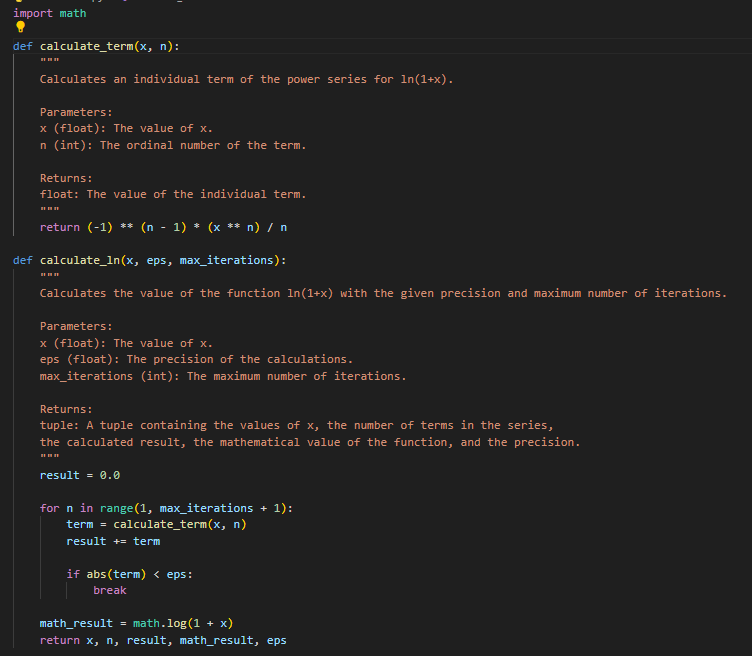 import math
def calculate_term(x, n):
    """
    Calculates an individual term of the power series for ln(1+x).
    Parameters:
    x (float): The value of x.
    n (int): The ordinal number of the term.
    Returns:
    float: The value of the individual term.
    """
    return (-1) ** (n - 1) * (x ** n) / n
def calculate_ln(x, eps, max_iterations):
    """
    Calculates the value of the function ln(1+x) with the given precision and maximum number of iterations.
    Parameters:
    x (float): The value of x.
    eps (float): The precision of the calculations.
    max_iterations (int): The maximum number of iterations.
    Returns:
    tuple: A tuple containing the values of x, the number of terms in the series,
    the calculated result, the mathematical value of the function, and the precision.
    """
    result = 0.0
    for n in range(1, max_iterations + 1):
        term = calculate_term(x, n)
        result += term
        if abs(term) < eps:
            break
    math_result = math.log(1 + x)
    return x, n, result, math_result, eps